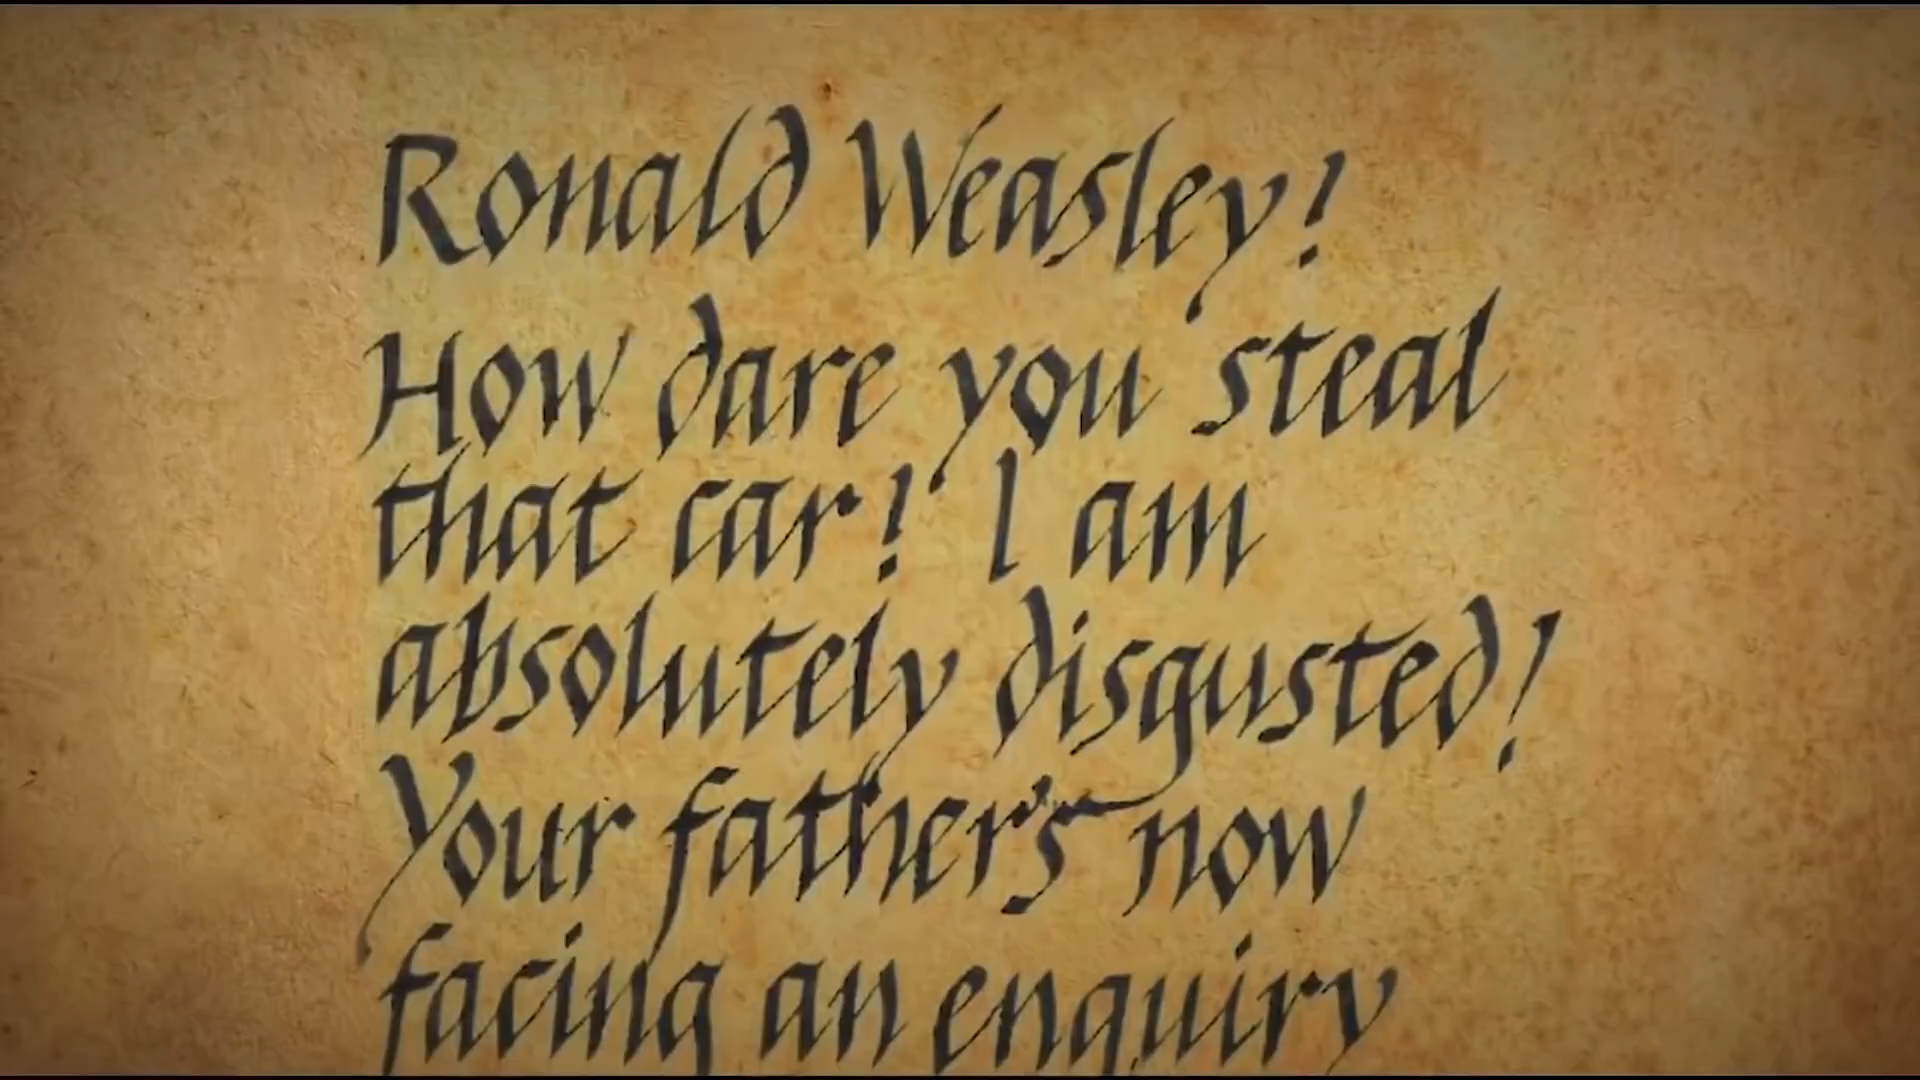 Ronald Weasley!
How dare you steal
that car! I am
absolutely disgusted!
Your father's now
facing an enquiry